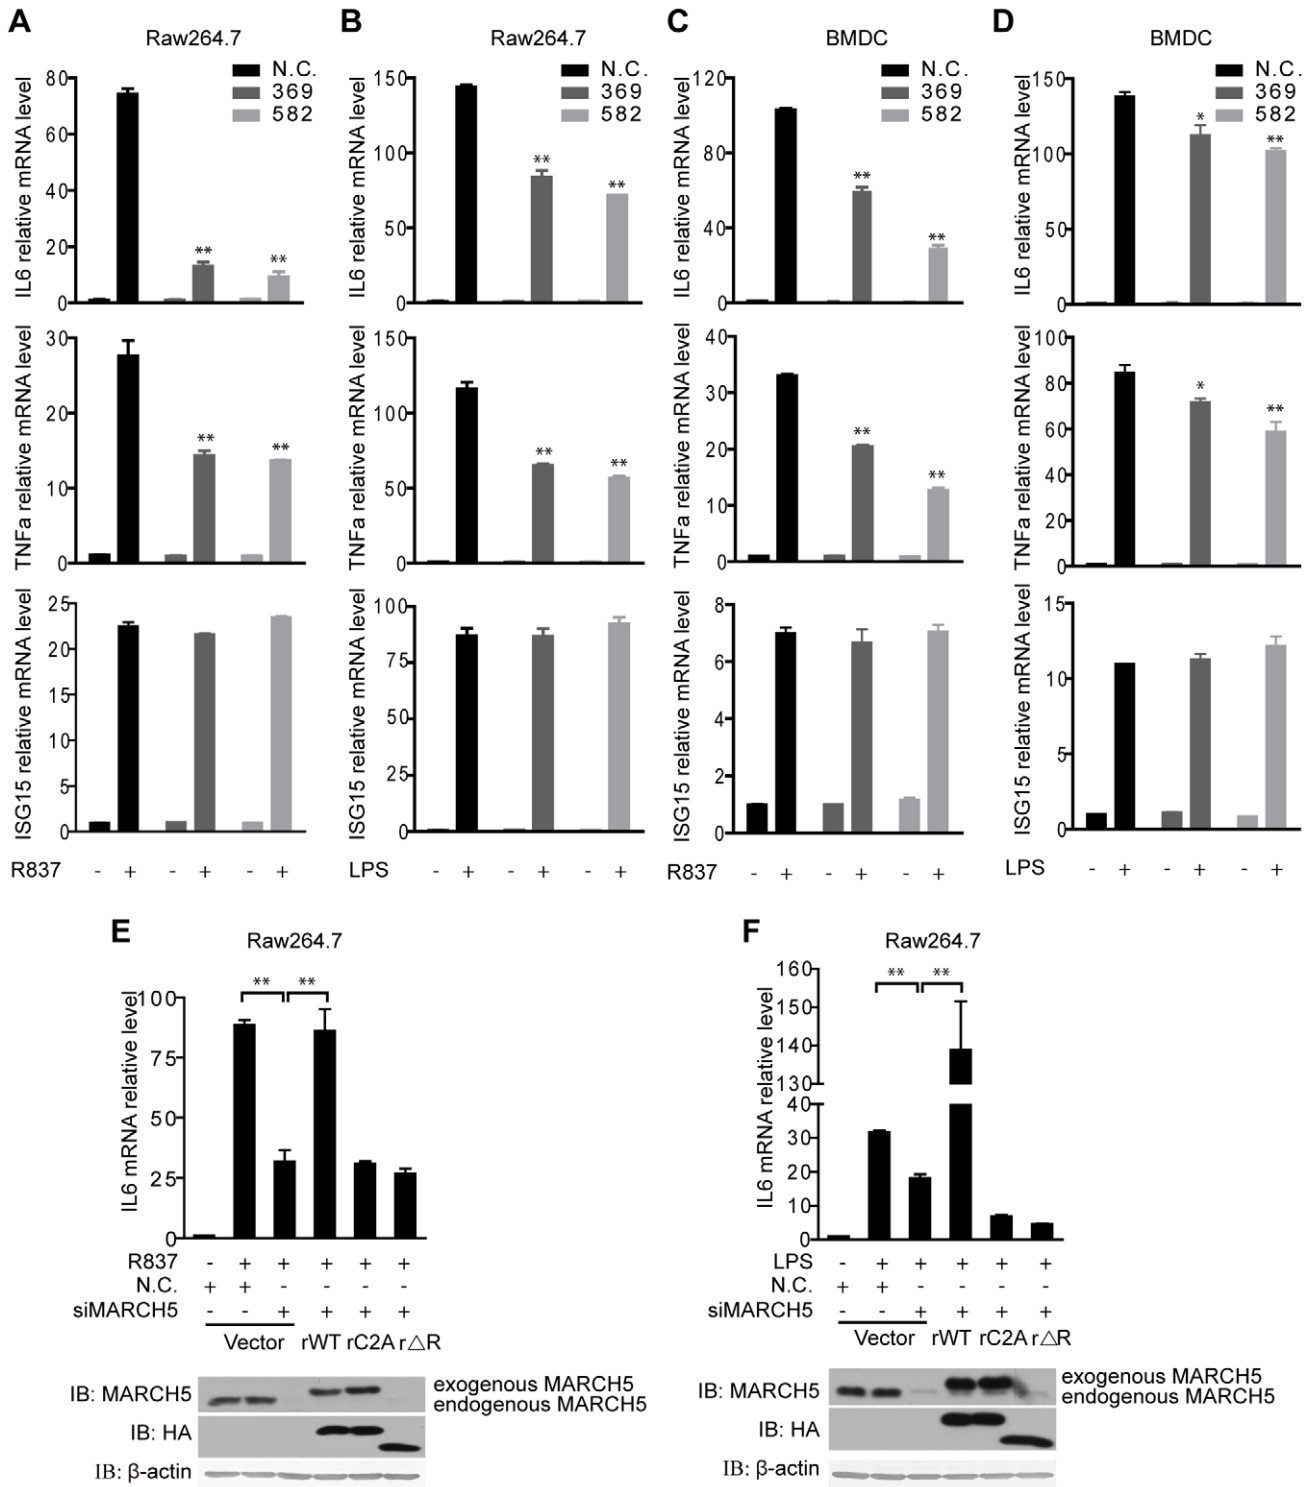 A
Raw264.7
N.C.
369
582
IL6 relative mRNA level
80
60
40
20
0
**
**
TNFa relative mRNA level
30
20
10
0
**
**
ISG15 relative mRNA level
25
20
15
10
5
0
R837 - + - + - +
B
Raw264.7
N.C.
369
582
IL6 relative mRNA level
150
100
50
0
**
**
TNFa relative mRNA level
150
100
50
0
**
**
ISG15 relative mRNA level
100
75
50
25
0
LPS - + - + - +
C
BMDC
N.C.
369
582
IL6 relative mRNA level
120
80
40
0
**
**
TNFa relative mRNA level
40
30
20
10
0
**
**
ISG15 relative mRNA level
8
6
4
2
0
R837 - + - + - +
D
BMDC
N.C.
369
582
IL6 relative mRNA level
150
100
50
0
*
**
TNFa relative mRNA level
100
80
60
40
20
0
*
**
ISG15 relative mRNA level
15
10
5
0
LPS - + - + - +
E
Raw264.7
IL6 mRNA relative level
100
75
50
25
0
** **
R837 - + + + + +
N.C. + + - - - -
siMARCH5 - - + + + +
Vector rWT rC2A r△R
IB: MARCH5
exogenous MARCH5
endogenous MARCH5
IB: HA
IB: β-actin
F
Raw264.7
IL6 mRNA relative level
160
150
140
130
40
30
20
10
0
** **
LPS - + + + + +
N.C. + + - - - -
siMARCH5 - - + + + +
Vector rWT rC2A r△R
IB: MARCH5
exogenous MARCH5
endogenous MARCH5
IB: HA
IB: β-actin